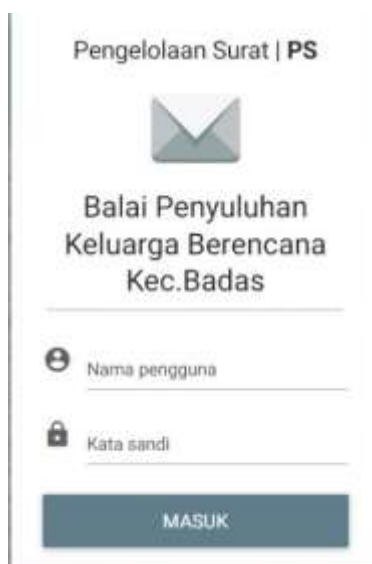 Pengelolaan Surat | PS
Balai Penyuluhan
Keluarga Berencana
Kec.Badas
Nama pengguna
Kata sandi
MASUK